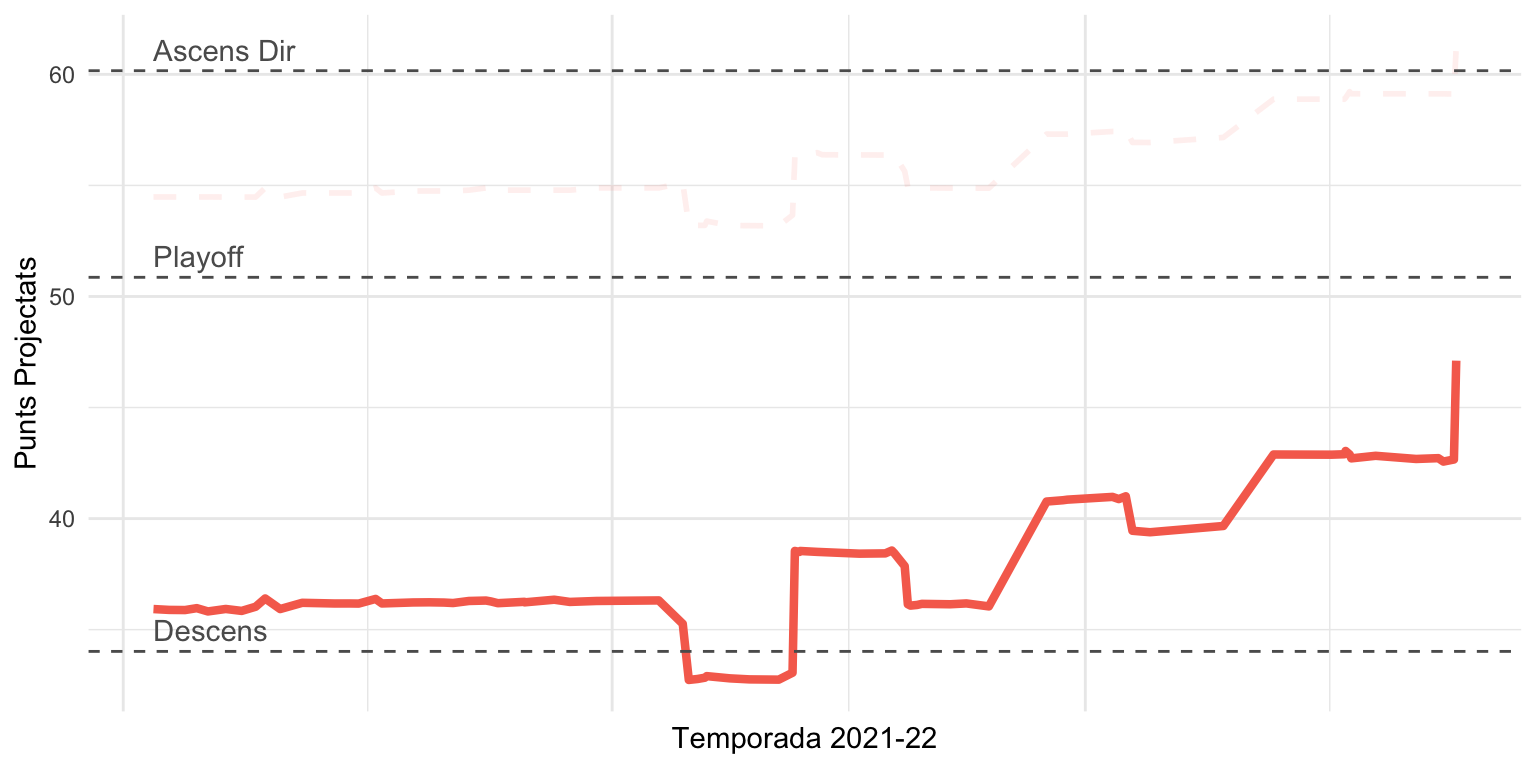 Ascens Dir
60
Playoff
50
Punts Projectats
40
Descens
Temporada 2021-22